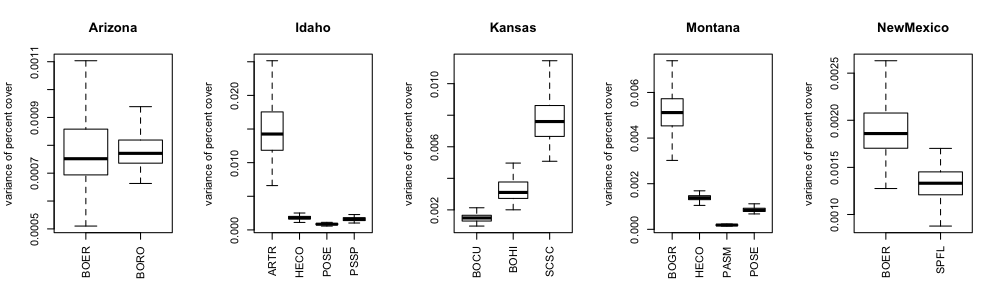 Arizona
variance of percent cover
0.0011
0.0009
0.0007
0.0005
BOER
BORO
Idaho
variance of percent cover
0.020
0.010
0.000
ARTR
HECO
POSE
PSSP
Kansas
variance of percent cover
0.010
0.006
0.002
BOCU
BOHI
SCSC
Montana
variance of percent cover
0.006
0.004
0.002
0.000
BOGR
HECO
PASM
POSE
NewMexico
variance of percent cover
0.0025
0.0020
0.0015
0.0010
BOER
SPFL